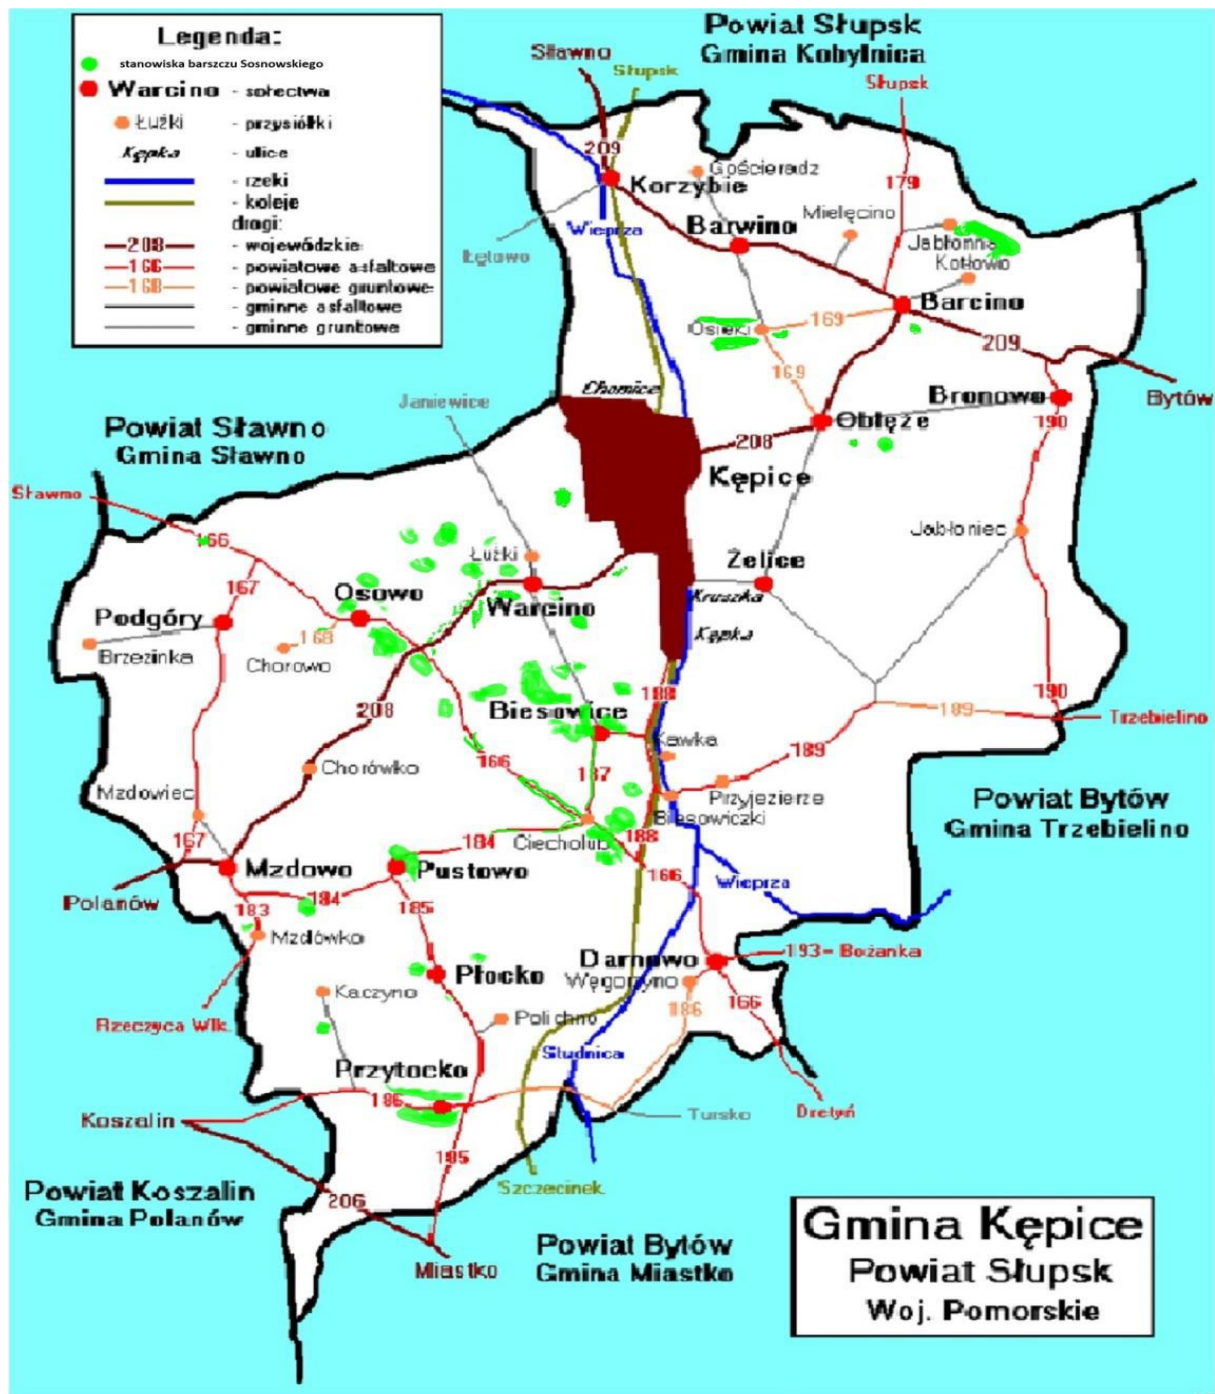 Legenda:
stanowiska barszczu Sosnowskiego
Warcino - sołectwa
Łużki - przysiółki
Kępka - ulice
- rzeki
- koleje
drogi:
208 - wojewódzkie
166 - powiatowe asfaltowe
168 - powiatowe gruntowe
- gminne asfaltowe
- gminne gruntowe
Powiat Słupsk
Gmina Kobylnica
Sławno
Słupsk
Słupsk
209
Korzybie
Gościeradz
179
Mielęcino
Barwino
Wieprza
Łętowo
Jabłonna
Kotłowo
Barcino
Osieki
169
209
169
Chomice
Janiewice
Bronowo
Bytów
Obłęże
190
208
Powiat Sławno
Gmina Sławno
Kępice
Sławno
166
Jabłoniec
Łużki
Żelice
167
Osowo
Warcino
Kruszka
Podgóry
Kępka
168
Brzezinka
Chorowo
188
190
208
Biesowice
189
Trzebielino
Kawka
189
166
187
Chorówko
Mzdowiec
Przyjezierze
Powiat Bytów
Gmina Trzebielino
Biesowiczki
167
184
Ciecholub
188
Mzdowo
Pustowo
166
Wieprza
Polanów
183
184
185
Mzdówko
193- Bożanka
Darnowo
Płocko
Węgorzyno
Kaczyno
166
186
Rzeczyca Wlk.
Polichno
Studnica
Przytocko
186
Koszalin
Tursko
Dretyń
185
Szczecinek
Powiat Koszalin
Gmina Polanów
206
Miastko
Powiat Bytów
Gmina Miastko
Gmina Kępice
Powiat Słupsk
Woj. Pomorskie